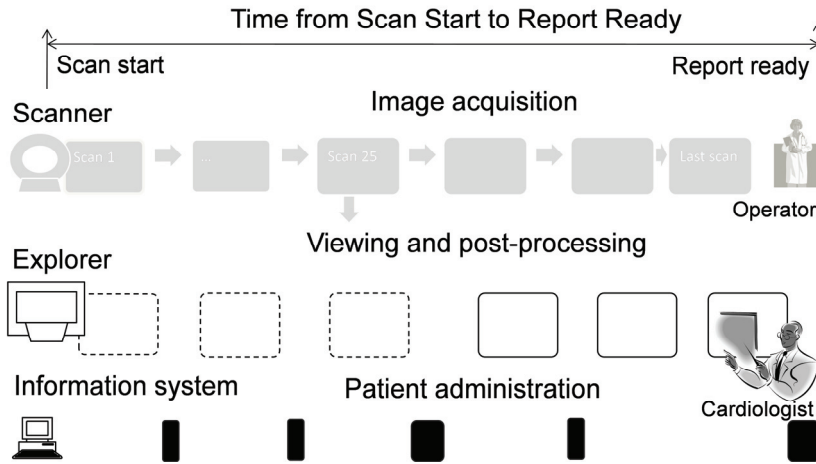 Time from Scan Start to Report Ready
Scan start
Report ready
Scanner
Image acquisition
Scan 1
...
Scan 25
Last scan
Operator
Viewing and post-processing
Explorer
Information system
Patient administration
Cardiologist